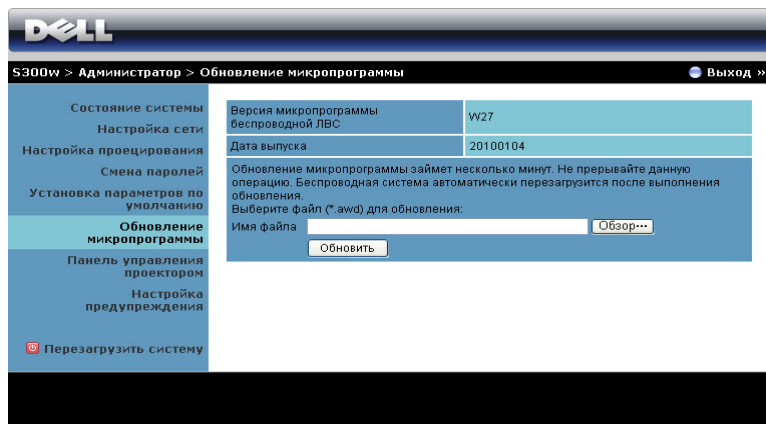 DELL
S300w > Администратор > Обновление микропрограммы
Выход »
Состояние системы
Настройка сети
Настройка проецирования
Смена паролей
Установка параметров по
умолчанию
Обновление
микропрограммы
Панель управления
проектором
Настройка
предупреждения
Перезагрузить систему
Версия микропрограммы
беспроводной ЛВС
W27
Дата выпуска
20100104
Обновление микропрограммы займет несколько минут. Не прерывайте данную
операцию. Беспроводная система автоматически перезагрузится после выполнения
обновления.
Выберите файл (*.awd) для обновления:
Имя файла
Обзор...
Обновить